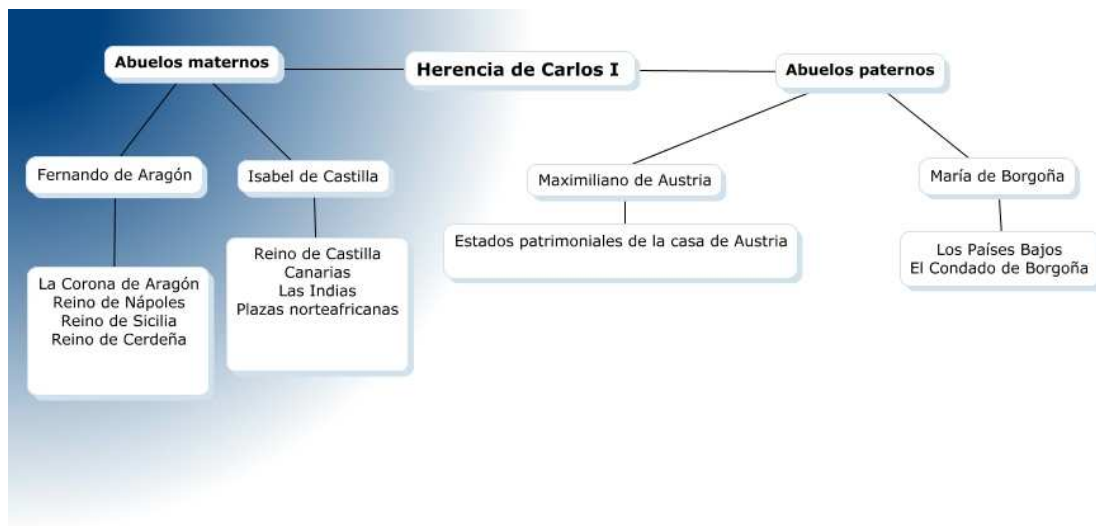 Herencia de Carlos I
Abuelos maternos
Abuelos paternos
Fernando de Aragón
Isabel de Castilla
Maximiliano de Austria
María de Borgoña
La Corona de Aragón
Reino de Nápoles
Reino de Sicilia
Reino de Cerdeña
Reino de Castilla
Canarias
Las Indias
Plazas norteafricanas
Estados patrimoniales de la casa de Austria
Los Países Bajos
El Condado de Borgoña